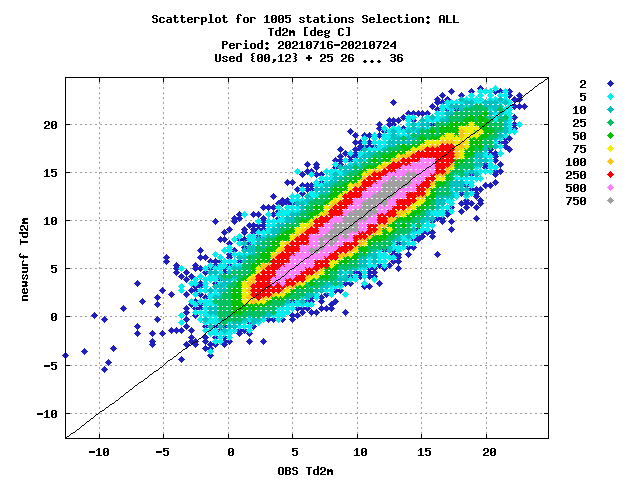 Scatterplot for 1005 stations Selection: ALL
Td2m [deg C]
Period: 20210716-20210724
Used {00,12} + 25 26 ... 36
2
5
10
25
50
75
100
250
500
750
newsurf Td2m
20
15
10
5
0
-5
-10
-10 -5 0 5 10 15 20
OBS Td2m